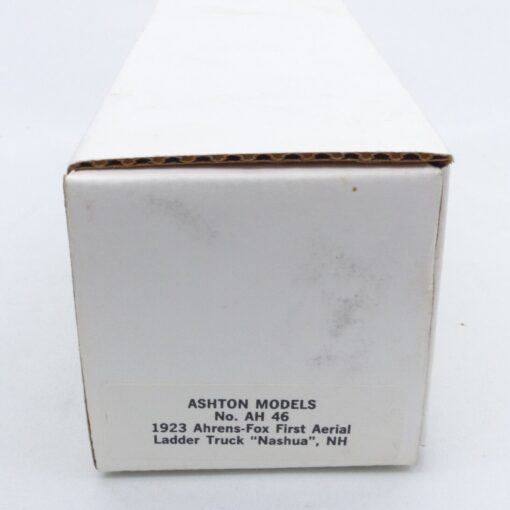 ASHTON MODELS
No. AH 46
1923 Ahrens-Fox First Aerial
Ladder Truck "Nashua", NH